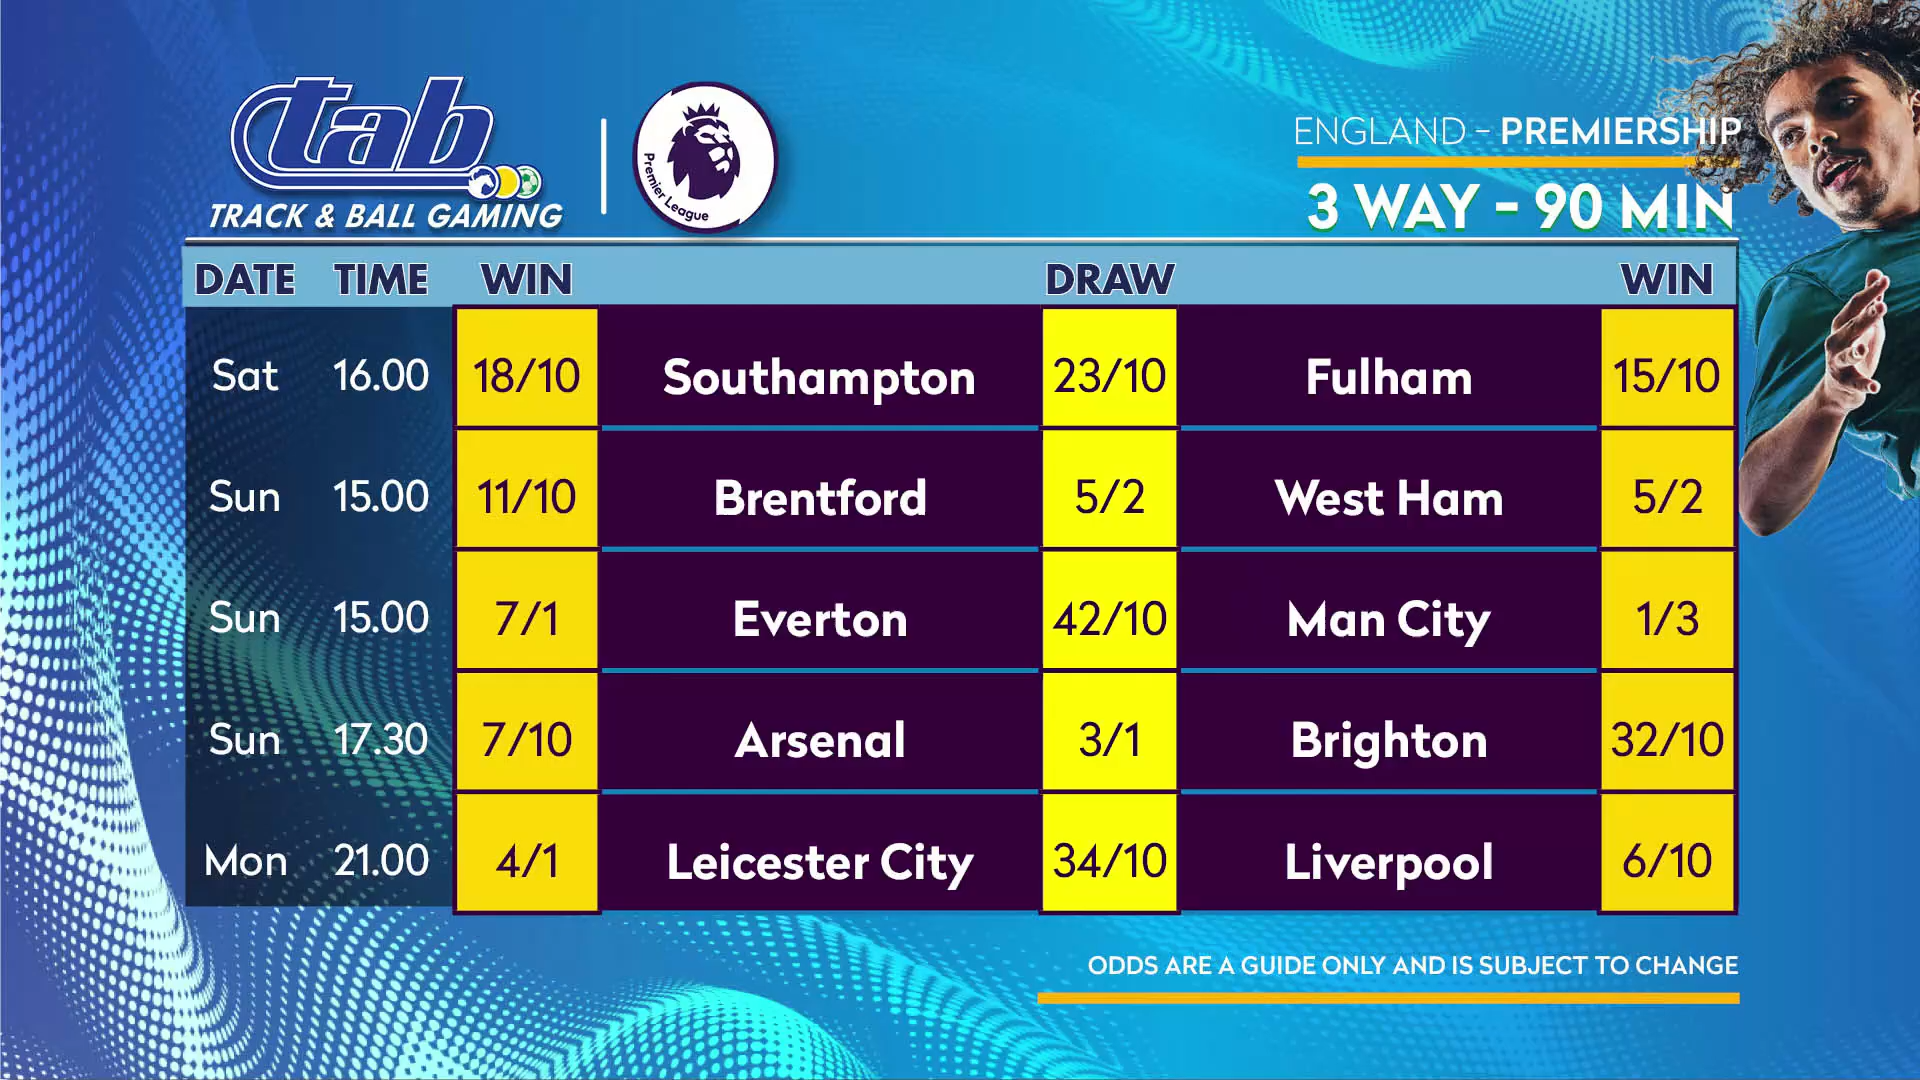 tab
TRACK & BALL GAMING
Premier League
ENGLAND - PREMIERSHIP
3 WAY - 90 MIN
DATE TIME WIN DRAW WIN
Sat 16.00 18/10 Southampton 23/10 Fulham 15/10
Sun 15.00 11/10 Brentford 5/2 West Ham 5/2
Sun 15.00 7/1 Everton 42/10 Man City 1/3
Sun 17.30 7/10 Arsenal 3/1 Brighton 32/10
Mon 21.00 4/1 Leicester City 34/10 Liverpool 6/10
ODDS ARE A GUIDE ONLY AND IS SUBJECT TO CHANGE